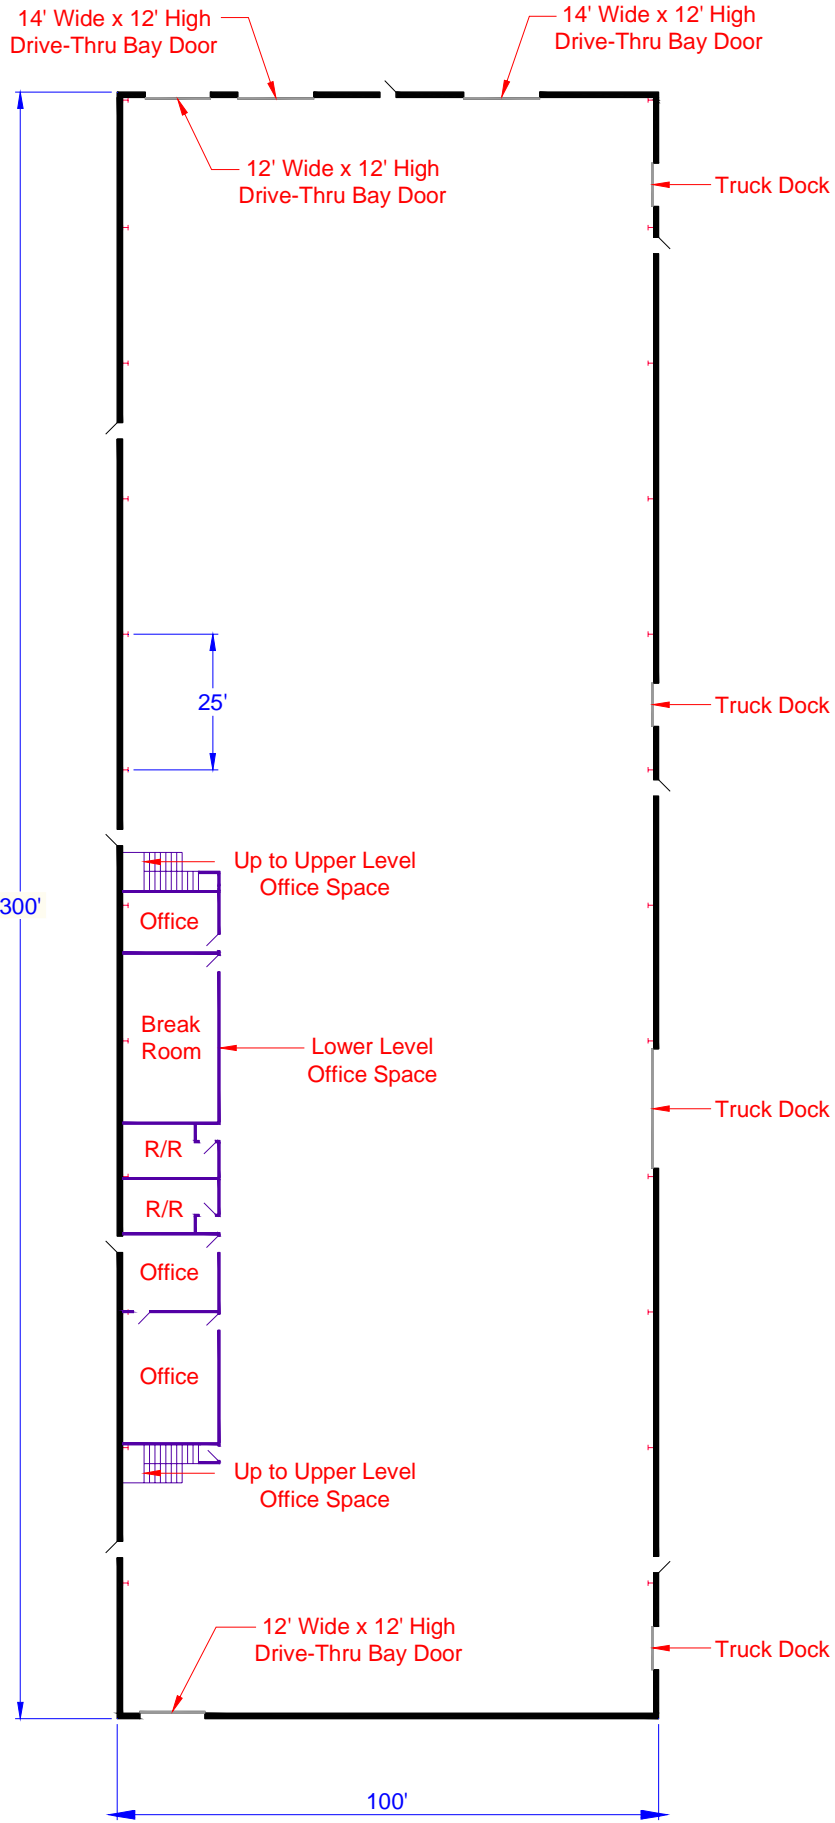 14' Wide x 12' High
Drive-Thru Bay Door
14' Wide x 12' High
Drive-Thru Bay Door
12' Wide x 12' High
Drive-Thru Bay Door
Truck Dock
25'
Truck Dock
Up to Upper Level
Office Space
300'
Office
Break
Room
Lower Level
Office Space
Truck Dock
R/R
R/R
Office
Office
Up to Upper Level
Office Space
12' Wide x 12' High
Drive-Thru Bay Door
Truck Dock
100'